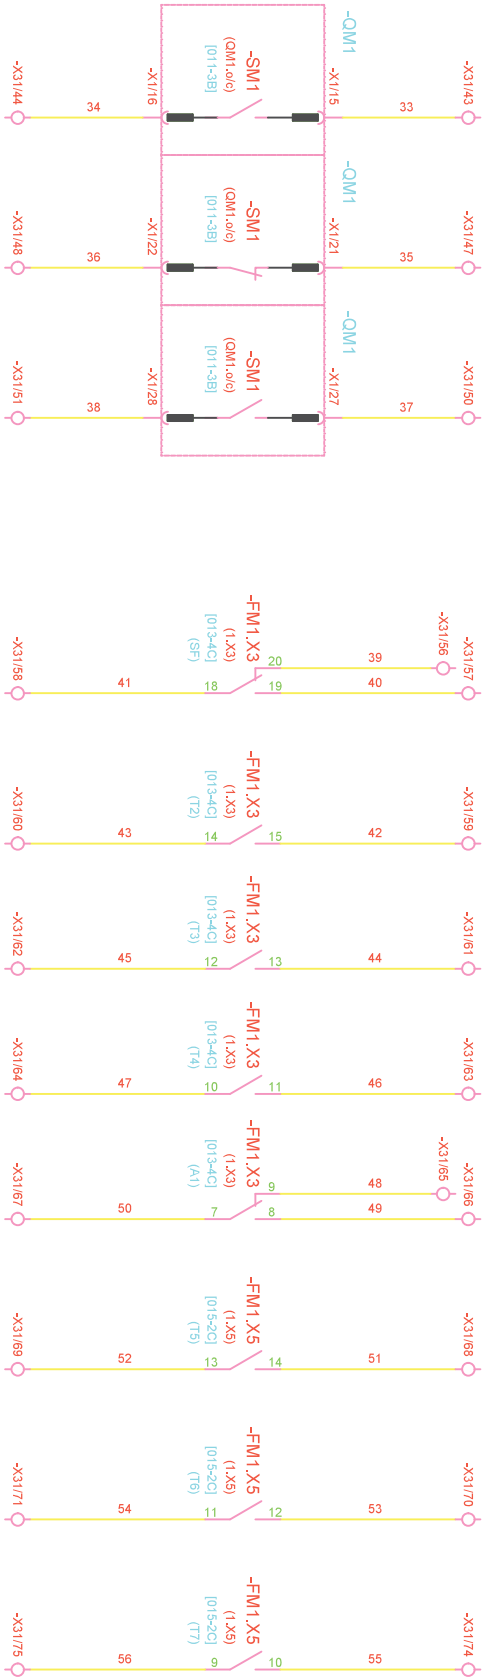 -QM1
-SM1
(QM1.o/c)
[011-3B]
-X31/44
34
-X1/16
-X1/15
33
-X31/43
-QM1
-SM1
(QM1.o/c)
[011-3B]
-X31/48
36
-X1/22
-X1/21
35
-X31/47
-QM1
-SM1
(QM1.o/c)
[011-3B]
-X31/51
38
-X1/28
-X1/27
37
-X31/50
-FM1.X3
(1.X3)
[013-4C]
(SF)
-X31/58
41
18
20
19
39
40
-X31/56
-X31/57
-FM1.X3
(1.X3)
[013-4C]
(T2)
-X31/60
43
14
15
42
-X31/59
-FM1.X3
(1.X3)
[013-4C]
(T3)
-X31/62
45
12
13
44
-X31/61
-FM1.X3
(1.X3)
[013-4C]
(T4)
-X31/64
47
10
11
46
-X31/63
-FM1.X3
(1.X3)
[013-4C]
(A1)
-X31/67
50
7
9
8
48
49
-X31/65
-X31/66
-FM1.X5
(1.X5)
[015-2C]
(T5)
-X31/69
52
13
14
51
-X31/68
-FM1.X5
(1.X5)
[015-2C]
(T6)
-X31/71
54
11
12
53
-X31/70
-FM1.X5
(1.X5)
[015-2C]
(T7)
-X31/75
56
9
10
55
-X31/74